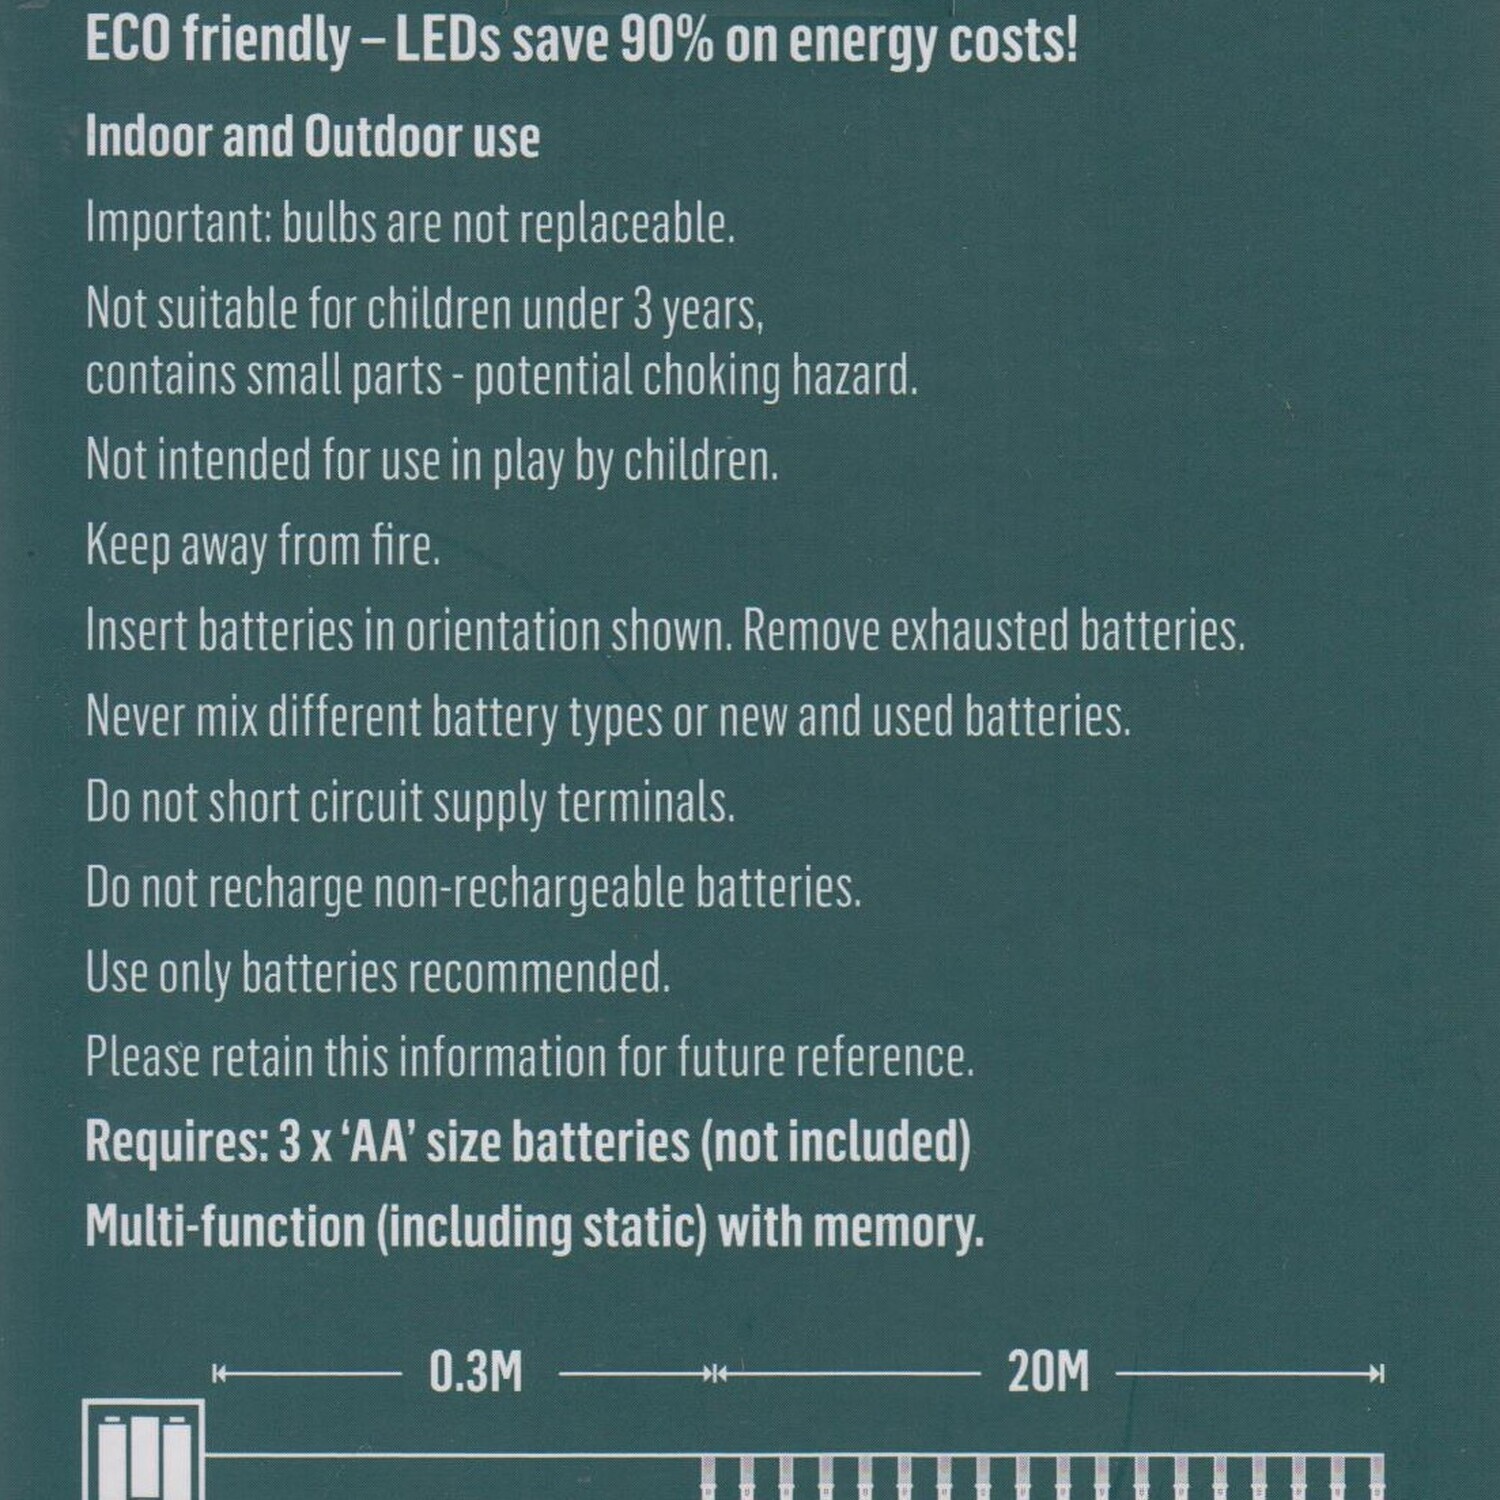 ECO friendly – LEDs save 90% on energy costs!
Indoor and Outdoor use
Important: bulbs are not replaceable.
Not suitable for children under 3 years,
contains small parts - potential choking hazard.
Not intended for use in play by children.
Keep away from fire.
Insert batteries in orientation shown. Remove exhausted batteries.
Never mix different battery types or new and used batteries.
Do not short circuit supply terminals.
Do not recharge non-rechargeable batteries.
Use only batteries recommended.
Please retain this information for future reference.
Requires: 3 x ‘AA’ size batteries (not included)
Multi-function (including static) with memory.
0.3M 20M